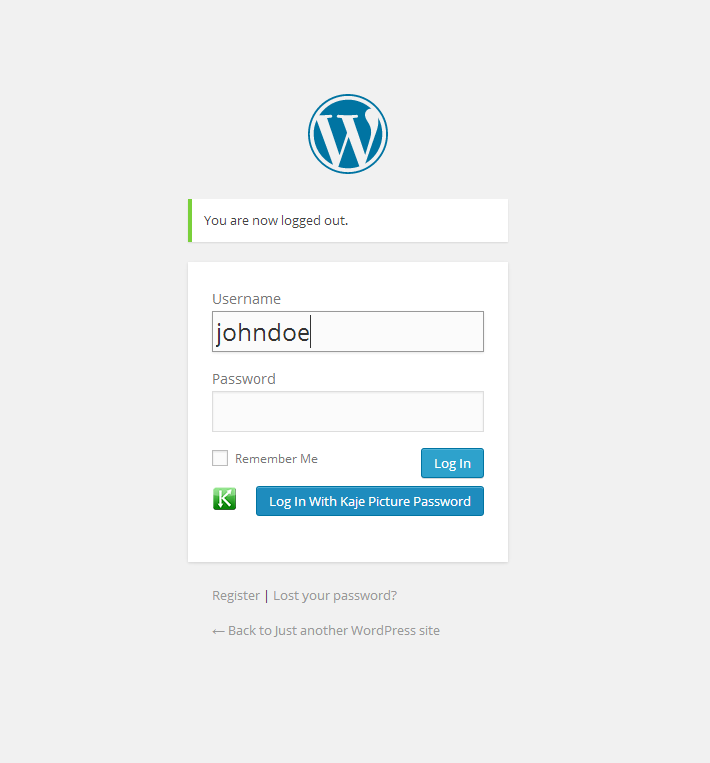 You are now logged out.
Username
johndoe
Password
Remember Me
Log In
Log In With Kaje Picture Password
Register | Lost your password?
← Back to Just another WordPress site